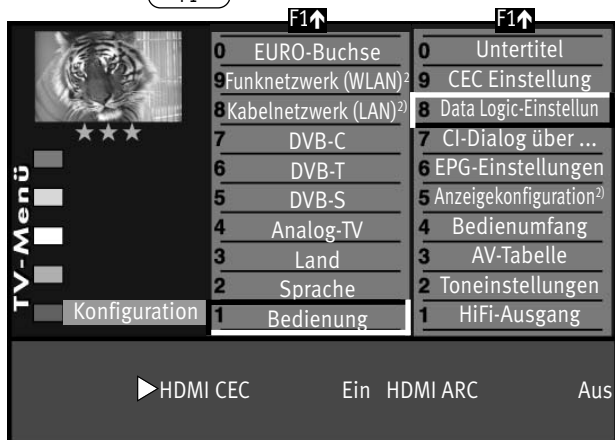 F1↑ F1↑
0 EURO-Buchse
9 Funknetzwerk (WLAN)2
8 Kabelnetzwerk (LAN)2)
7 DVB-C
6 DVB-T
5 DVB-S
4 Analog-TV
3 Land
2 Sprache
1 Bedienung
0 Untertitel
9 CEC Einstellung
8 Data Logic-Einstellun
7 CI-Dialog über ...
6 EPG-Einstellungen
5 Anzeigekonfiguration2)
4 Bedienumfang
3 AV-Tabelle
2 Toneinstellungen
1 HiFi-Ausgang
TV-Menü
Konfiguration
HDMI CEC Ein HDMI ARC Aus